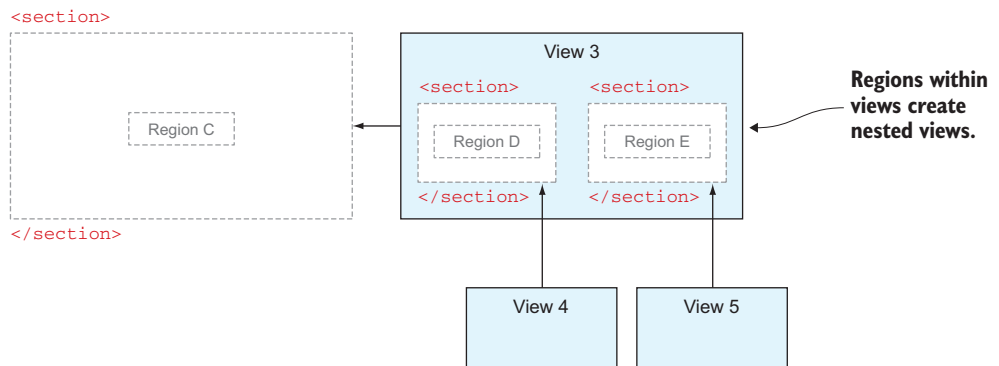 <section>
View 3
<section>
<section>
Regions within
views create
nested views.
Region C
Region D
Region E
</section>
</section>
</section>
View 4
View 5